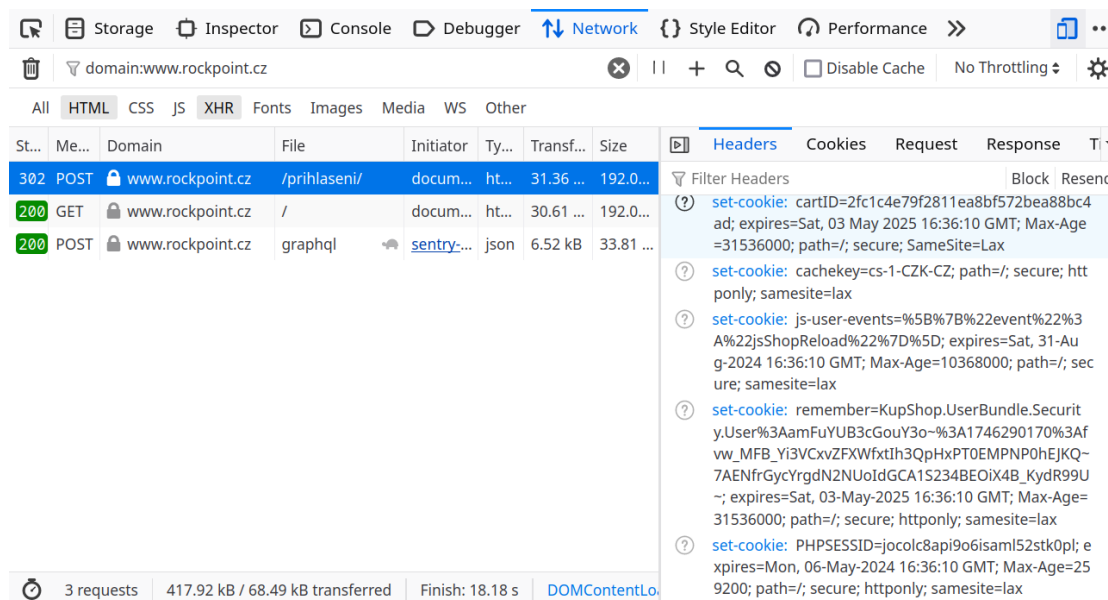 Storage Inspector Console Debugger Network Style Editor Performance
domain:www.rockpoint.cz Disable Cache No Throttling
All HTML CSS JS XHR Fonts Images Media WS Other
St... Me... Domain File Initiator Ty... Transf... Size
302 POST www.rockpoint.cz /prihlaseni/ docum... ht... 31.36 ... 192.0...
200 GET www.rockpoint.cz / docum... ht... 30.61 ... 192.0...
200 POST www.rockpoint.cz graphql sentry-... json 6.52 kB 33.81 ...
Headers Cookies Request Response
Filter Headers Block Resend
set-cookie: cartID=2fc1c4e79f2811ea8bf572bea88bc4
ad; expires=Sat, 03 May 2025 16:36:10 GMT; Max-Age
=31536000; path=/; secure; SameSite=Lax
set-cookie: cachekey=cs-1-CZK-CZ; path=/; secure; htt
ponly; samesite=lax
set-cookie: js-user-events=%5B%7B%22event%22%3
A%22jsShopReload%22%7D%5D; expires=Sat, 31-Au
g-2024 16:36:10 GMT; Max-Age=10368000; path=/; sec
ure; samesite=lax
set-cookie: remember=KupShop.UserBundle.Securit
y.User%3AamFuYUB3cGouY3o~%3A1746290170%3Af
vw_MFB_Yi3VCxvZFXWfxtIh3QpHxPT0EMPNP0hEJKQ~
7AENfrGycYrgdN2NUoIdGCA1S234BEOiX4B_KydR99U
~; expires=Sat, 03-May-2025 16:36:10 GMT; Max-Age=
31536000; path=/; secure; httponly; samesite=lax
set-cookie: PHPSESSID=jocolc8api9o6isaml52stk0pl; e
xpires=Mon, 06-May-2024 16:36:10 GMT; Max-Age=25
9200; path=/; secure; httponly; samesite=lax
3 requests 417.92 kB / 68.49 kB transferred Finish: 18.18 s DOMContentLoa